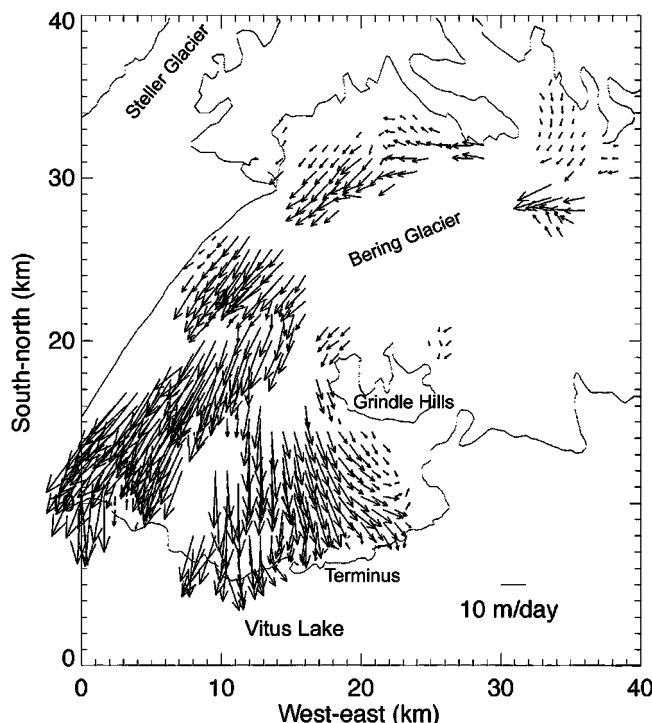 40
Steller Glacier
30
Bering Glacier
South-north (km)
20
Grindle Hills
Terminus
10 m/day
Vitus Lake
0
0 10 20 30 40
West-east (km)